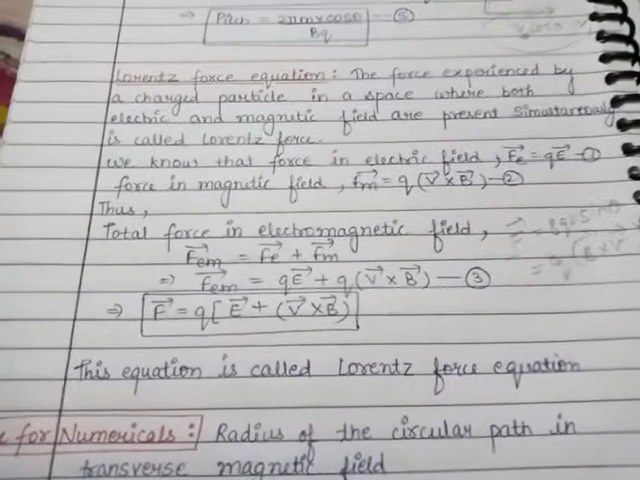 ⇒ Pitch = 2πmvcosθ / Bq — ⑤
Lorentz force equation: The force experienced by
a charged particle in a space where both
electric and magnetic field are present simustaneously
is called Lorentz force.
We know that force in electric field, F⃗e = qE⃗ — ①
force in magnetic field, F⃗m = q(V⃗ × B⃗) — ②
Thus,
Total force in electromagnetic field,
F⃗em = F⃗e + F⃗m
⇒ F⃗em = qE⃗ + q(V⃗ × B⃗) — ③
⇒ F⃗ = q[E⃗ + (V⃗ × B⃗)]
This equation is called Lorentz force equation
for Numericals: Radius of the circular path in
transverse magnetic field